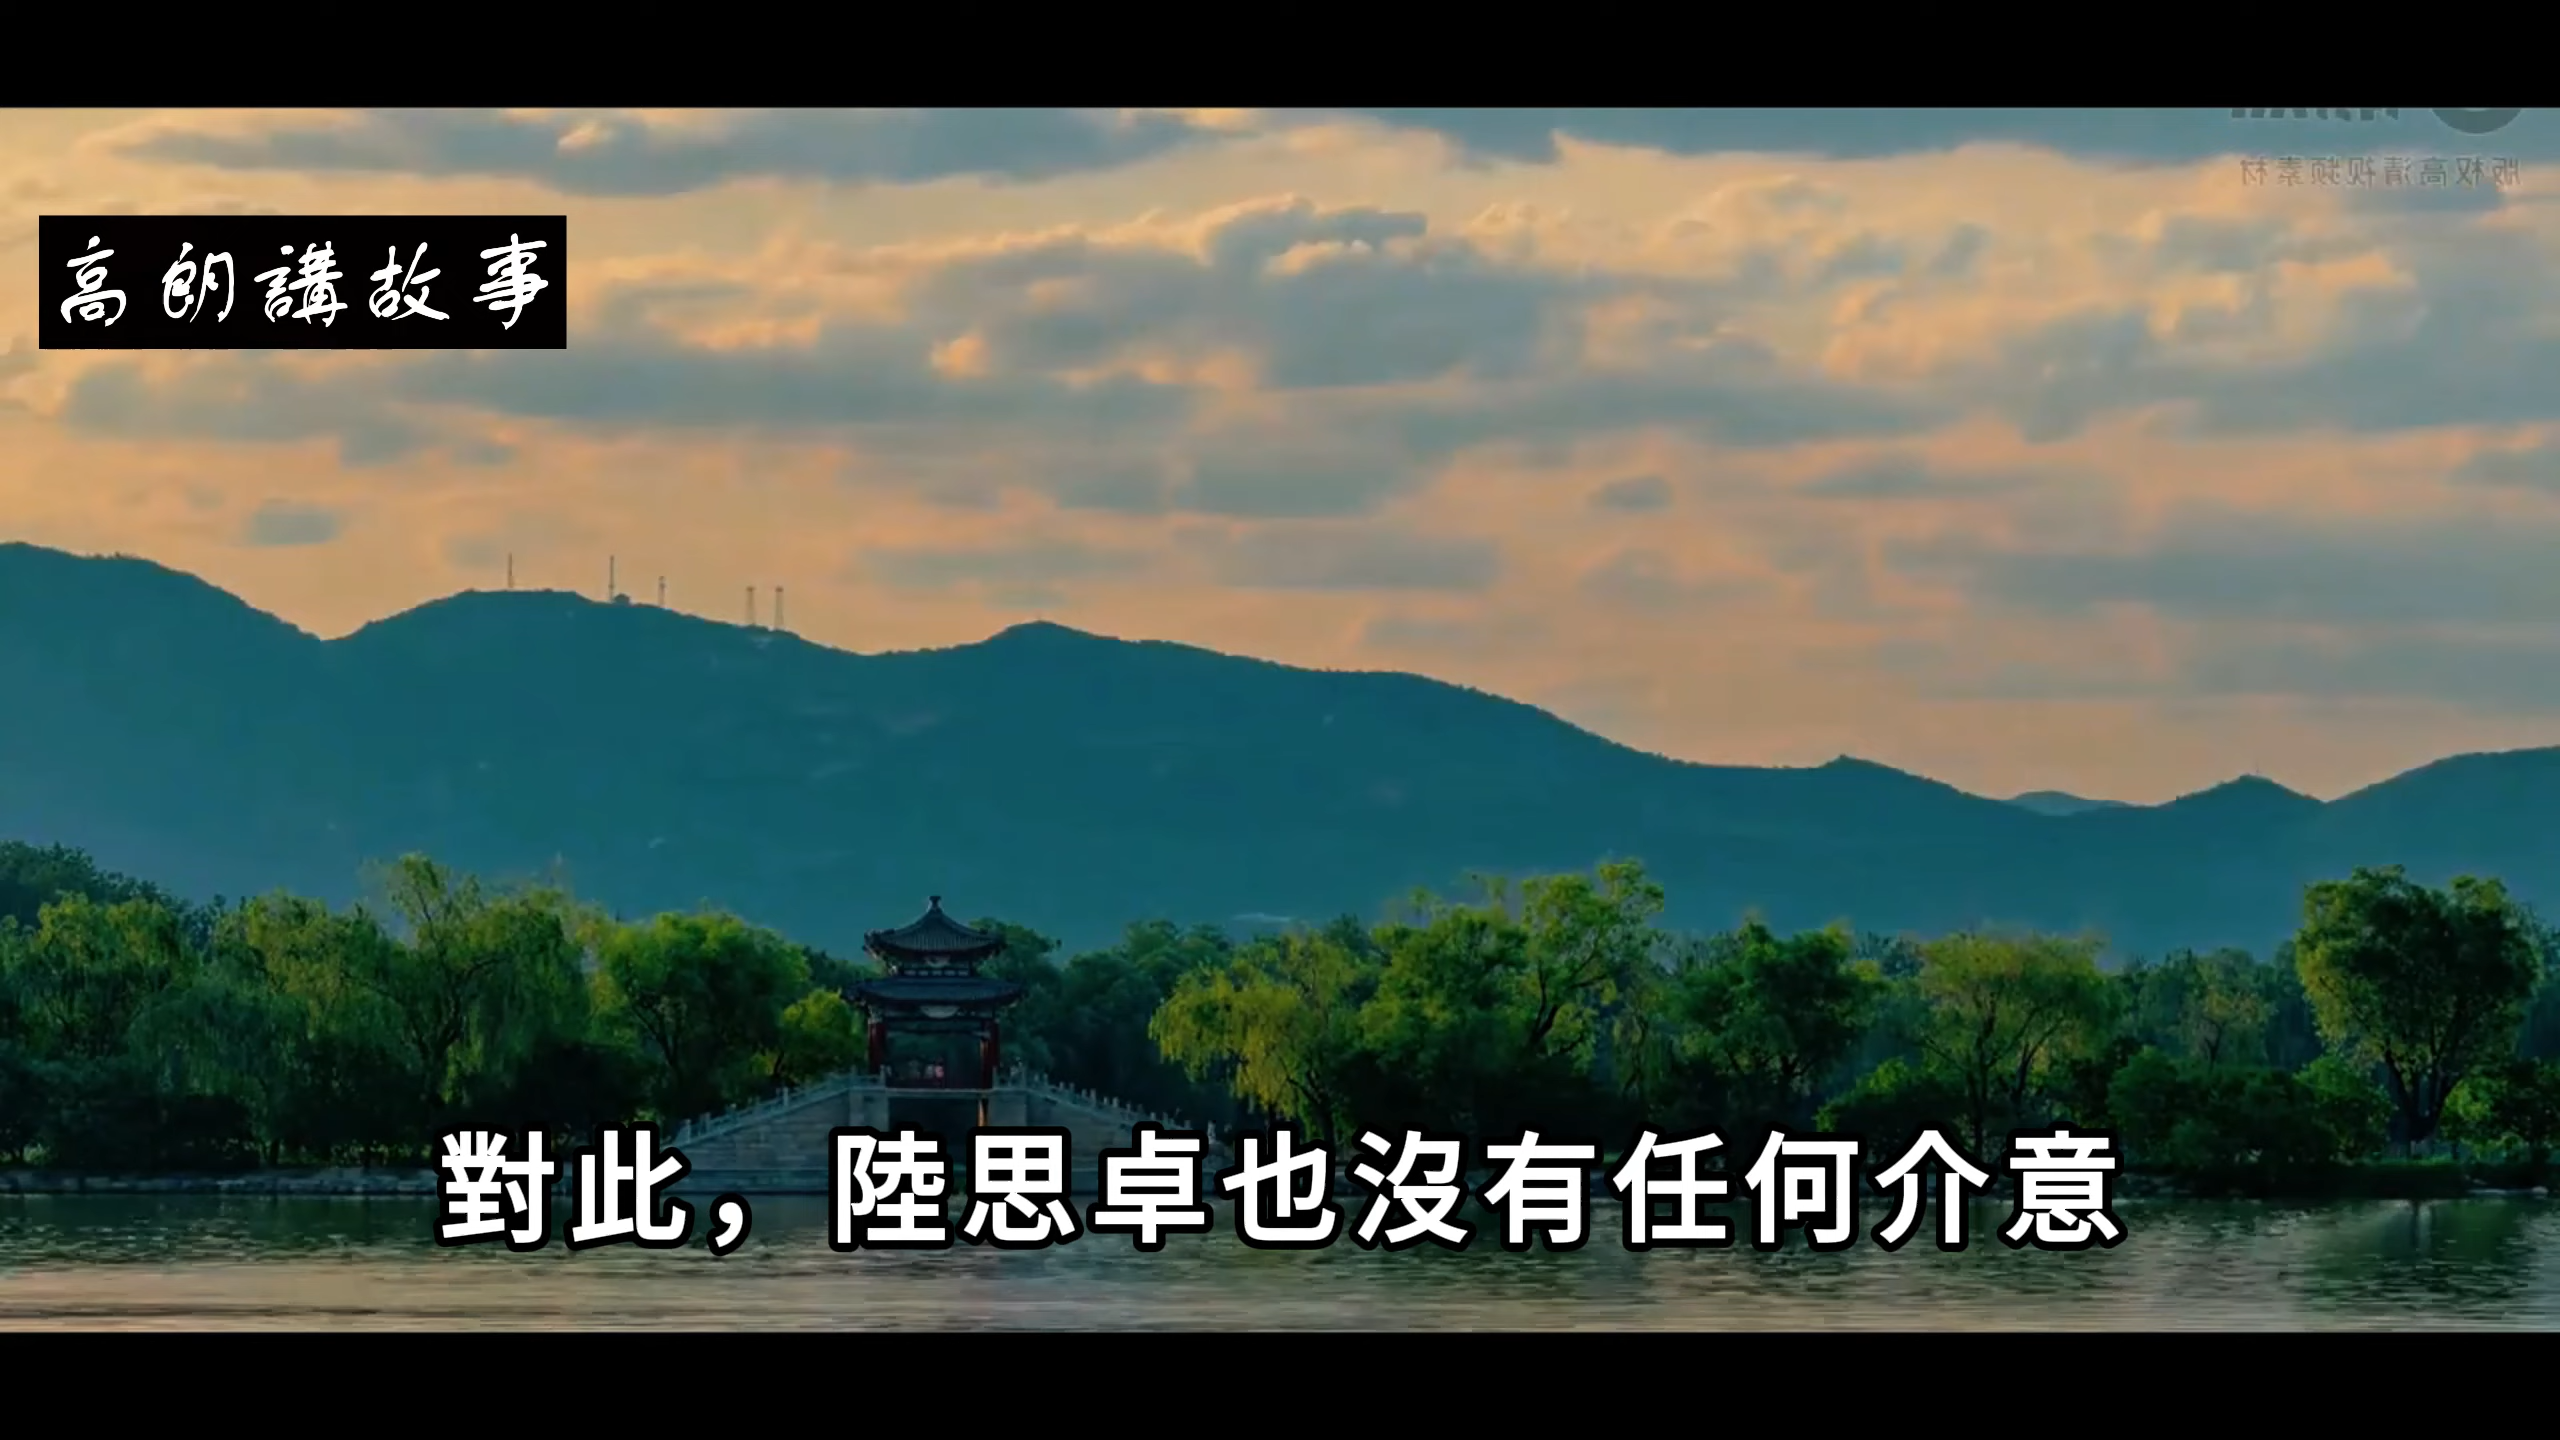 版权高清视频素材
高朗講故事
對此，陸思卓也沒有任何介意